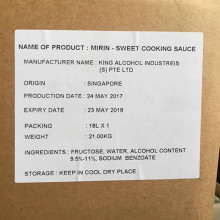 NAME OF PRODUCT : MIRIN - SWEET COOKING SAUCE
MANUFACTURER NAME : KING ALCOHOL INDUSTREIS
(S) PTE LTD
ORIGIN : SINGAPORE
PRODUCTION DATE : 24 MAY 2017
EXPIRY DATE : 23 MAY 2018
PACKING : 18L X 1
WEIGHT : 21.00KG
INGREDIENTS : FRUCTOSE, WATER, ALCOHOL CONTENT
9.5%-11%, SODIUM BENZOATE
STORAGE : KEEP IN COOL DRY PLACE